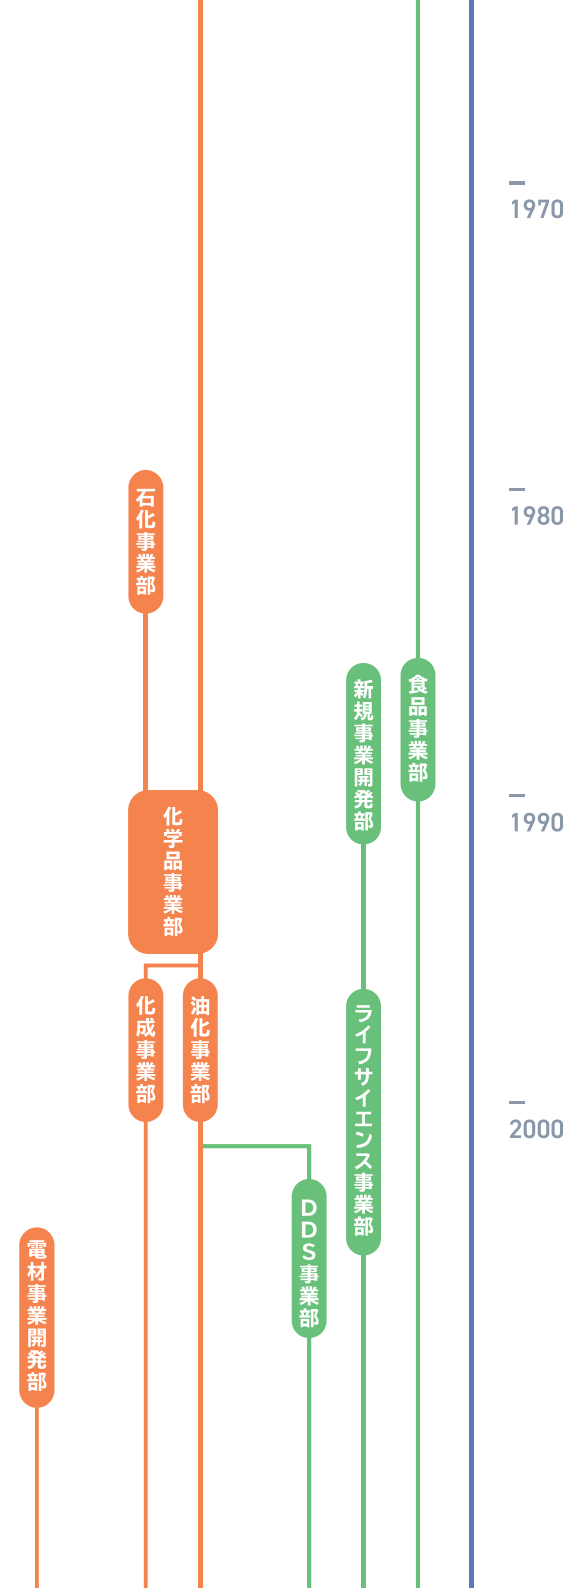 1970
1980
石化事業部
食品事業部
新規事業開発部
1990
化学品事業部
化成事業部
油化事業部
ライフサイエンス事業部
2000
DDS事業部
電材事業開発部